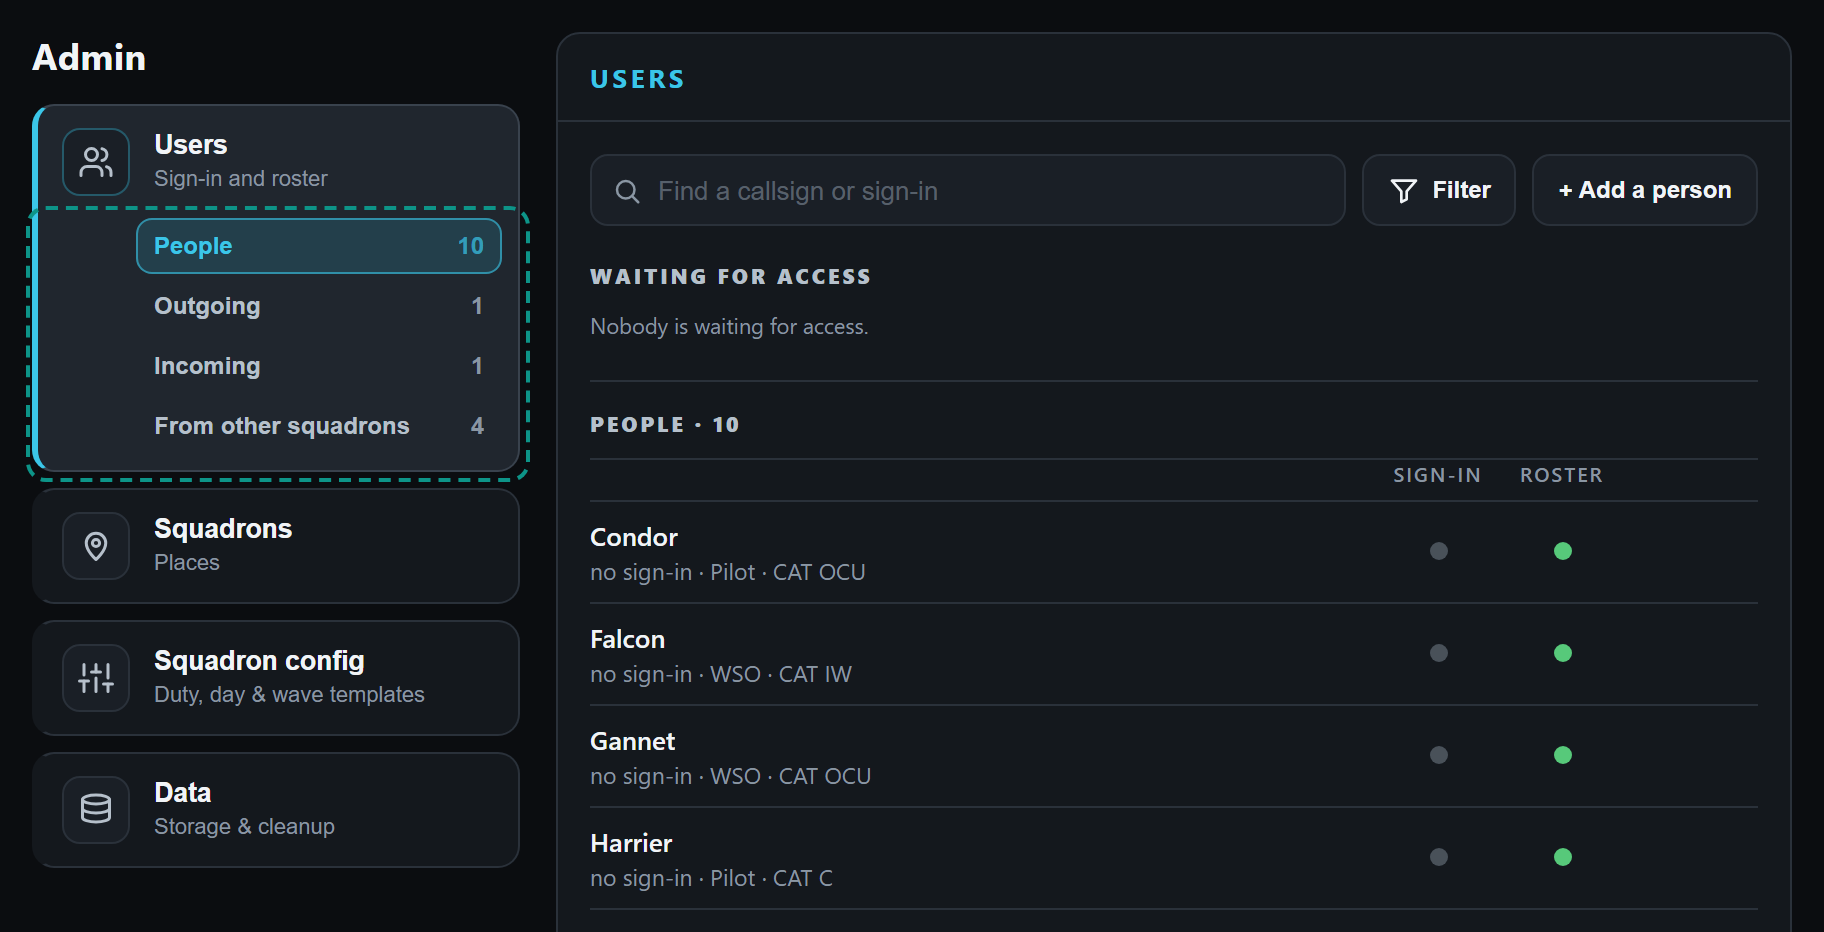 Admin
Users
Sign-in and roster
People 10
Outgoing 1
Incoming 1
From other squadrons 4
Squadrons
Places
Squadron config
Duty, day & wave templates
Data
Storage & cleanup
USERS
Find a callsign or sign-in
Filter
+ Add a person
WAITING FOR ACCESS
Nobody is waiting for access.
PEOPLE · 10
SIGN-IN ROSTER
Condor
no sign-in · Pilot · CAT OCU
Falcon
no sign-in · WSO · CAT IW
Gannet
no sign-in · WSO · CAT OCU
Harrier
no sign-in · Pilot · CAT C